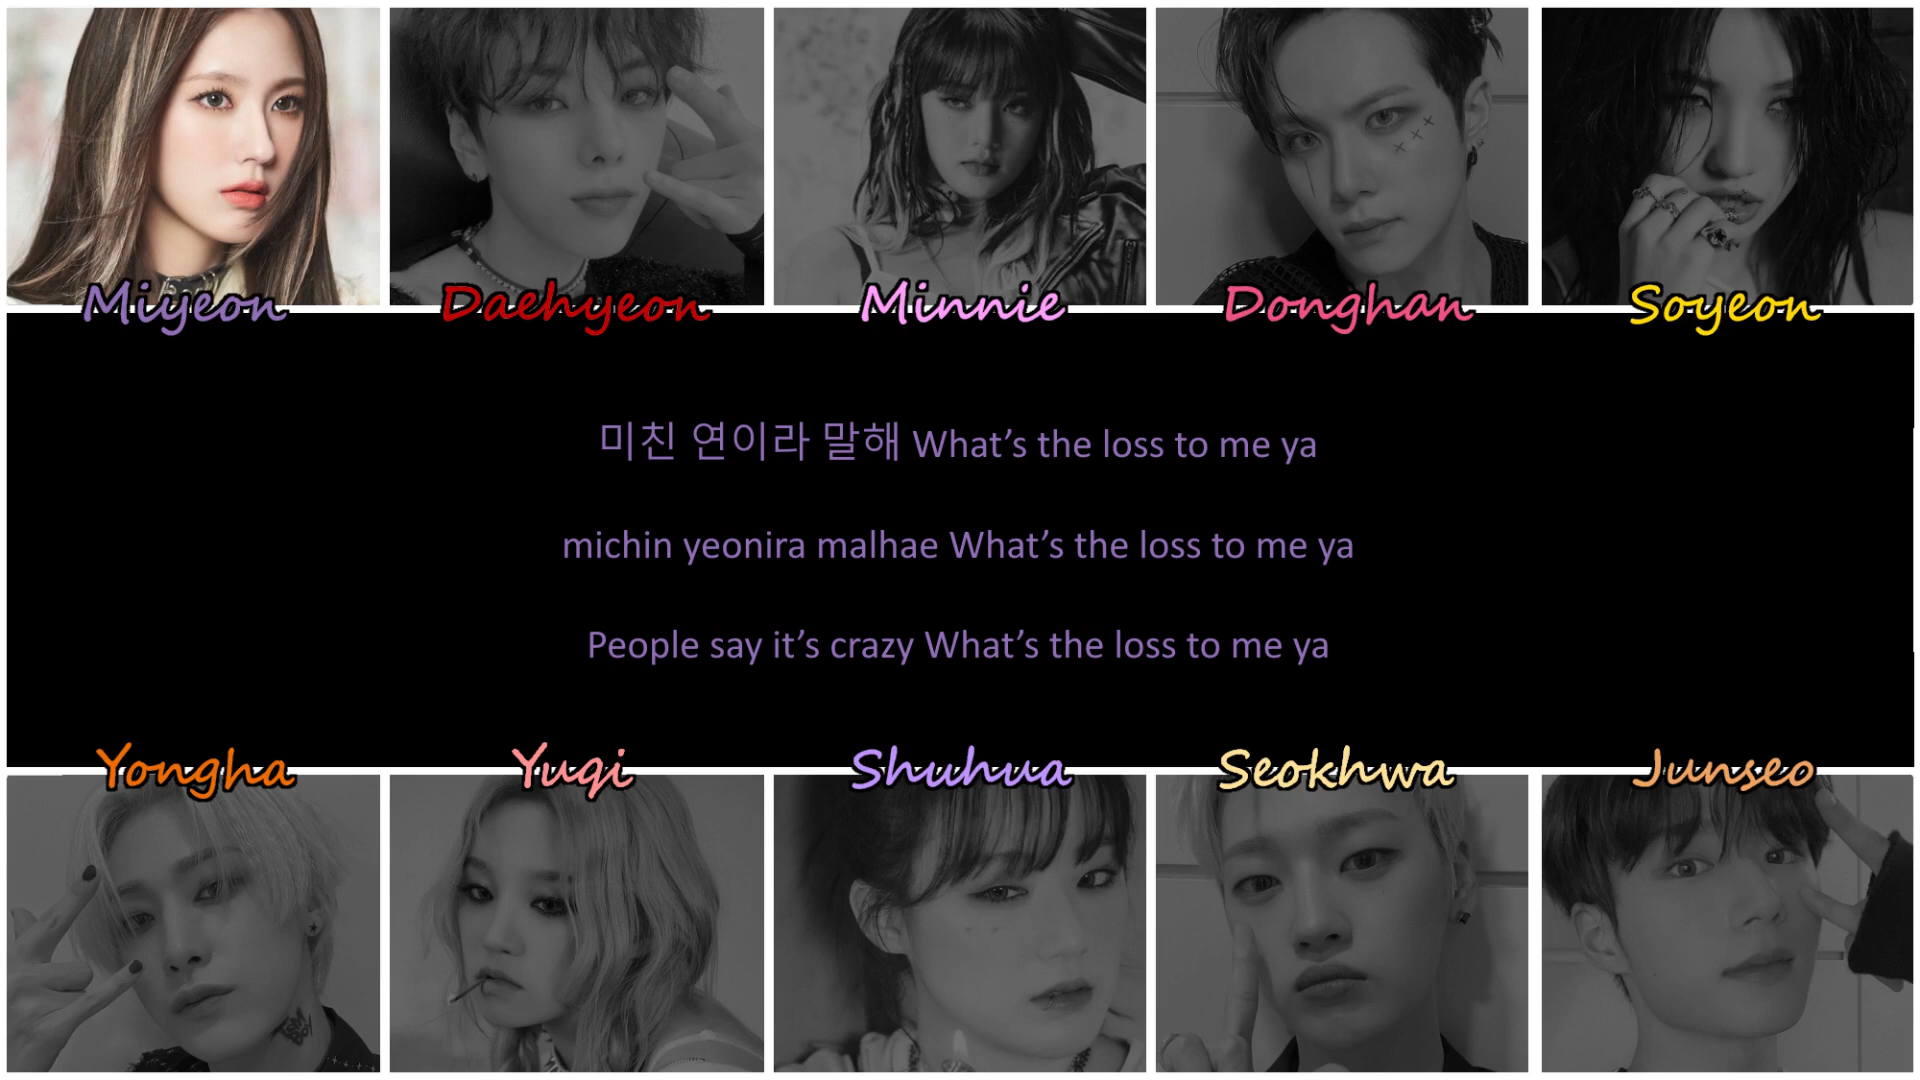 Miyeon
Daehyeon
Minnie
Donghan
Soyeon
미친 연이라 말해 What’s the loss to me ya
michin yeonira malhae What’s the loss to me ya
People say it’s crazy What’s the loss to me ya
Yongha
Yuqi
Shuhua
Seokhwa
Junseo